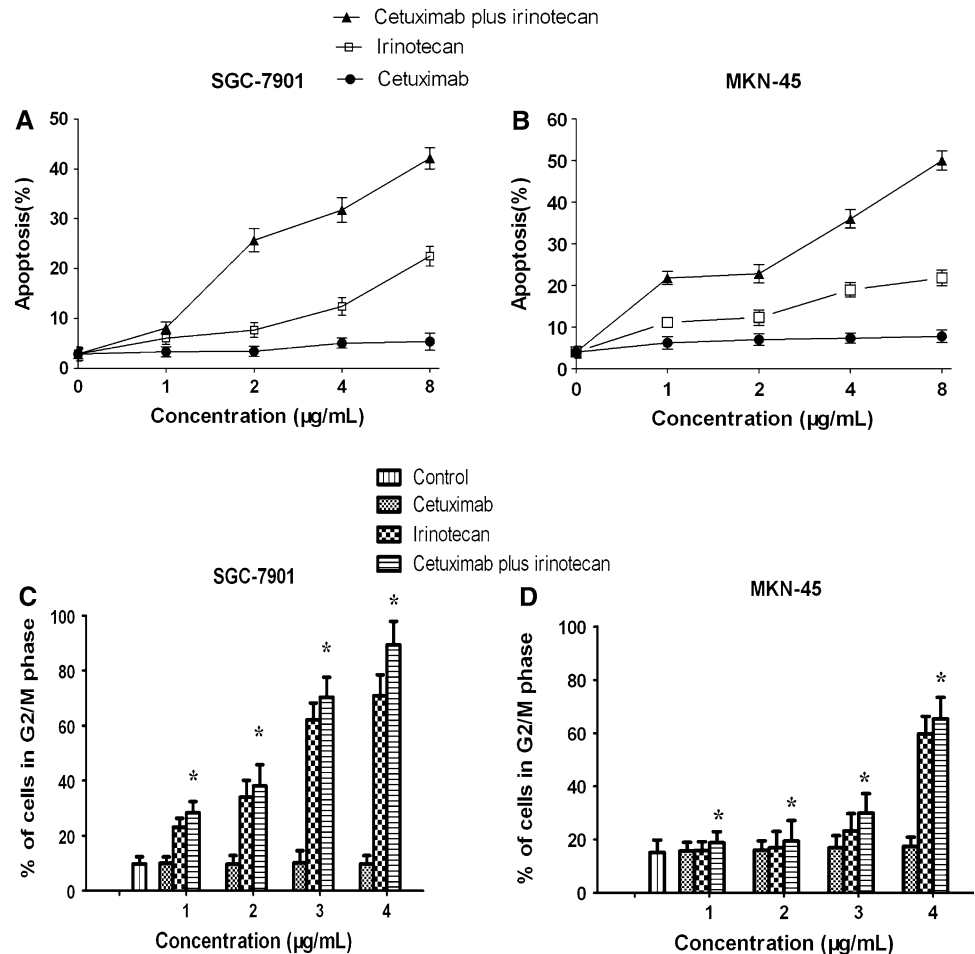 Cetuximab plus irinotecan
Irinotecan
Cetuximab
SGC-7901
MKN-45
A
50
40
30
20
10
0
Apoptosis(%)
0 1 2 4 8
Concentration (µg/mL)
B
60
50
40
30
20
10
0
Apoptosis(%)
0 1 2 4 8
Concentration (µg/mL)
Control
Cetuximab
Irinotecan
Cetuximab plus irinotecan
SGC-7901
C
100
80
60
40
20
0
% of cells in G2/M phase
* * * *
1 2 3 4
Concentration (µg/mL)
MKN-45
D
100
80
60
40
20
0
% of cells in G2/M phase
* * * *
1 2 3 4
Concentration (µg/mL)